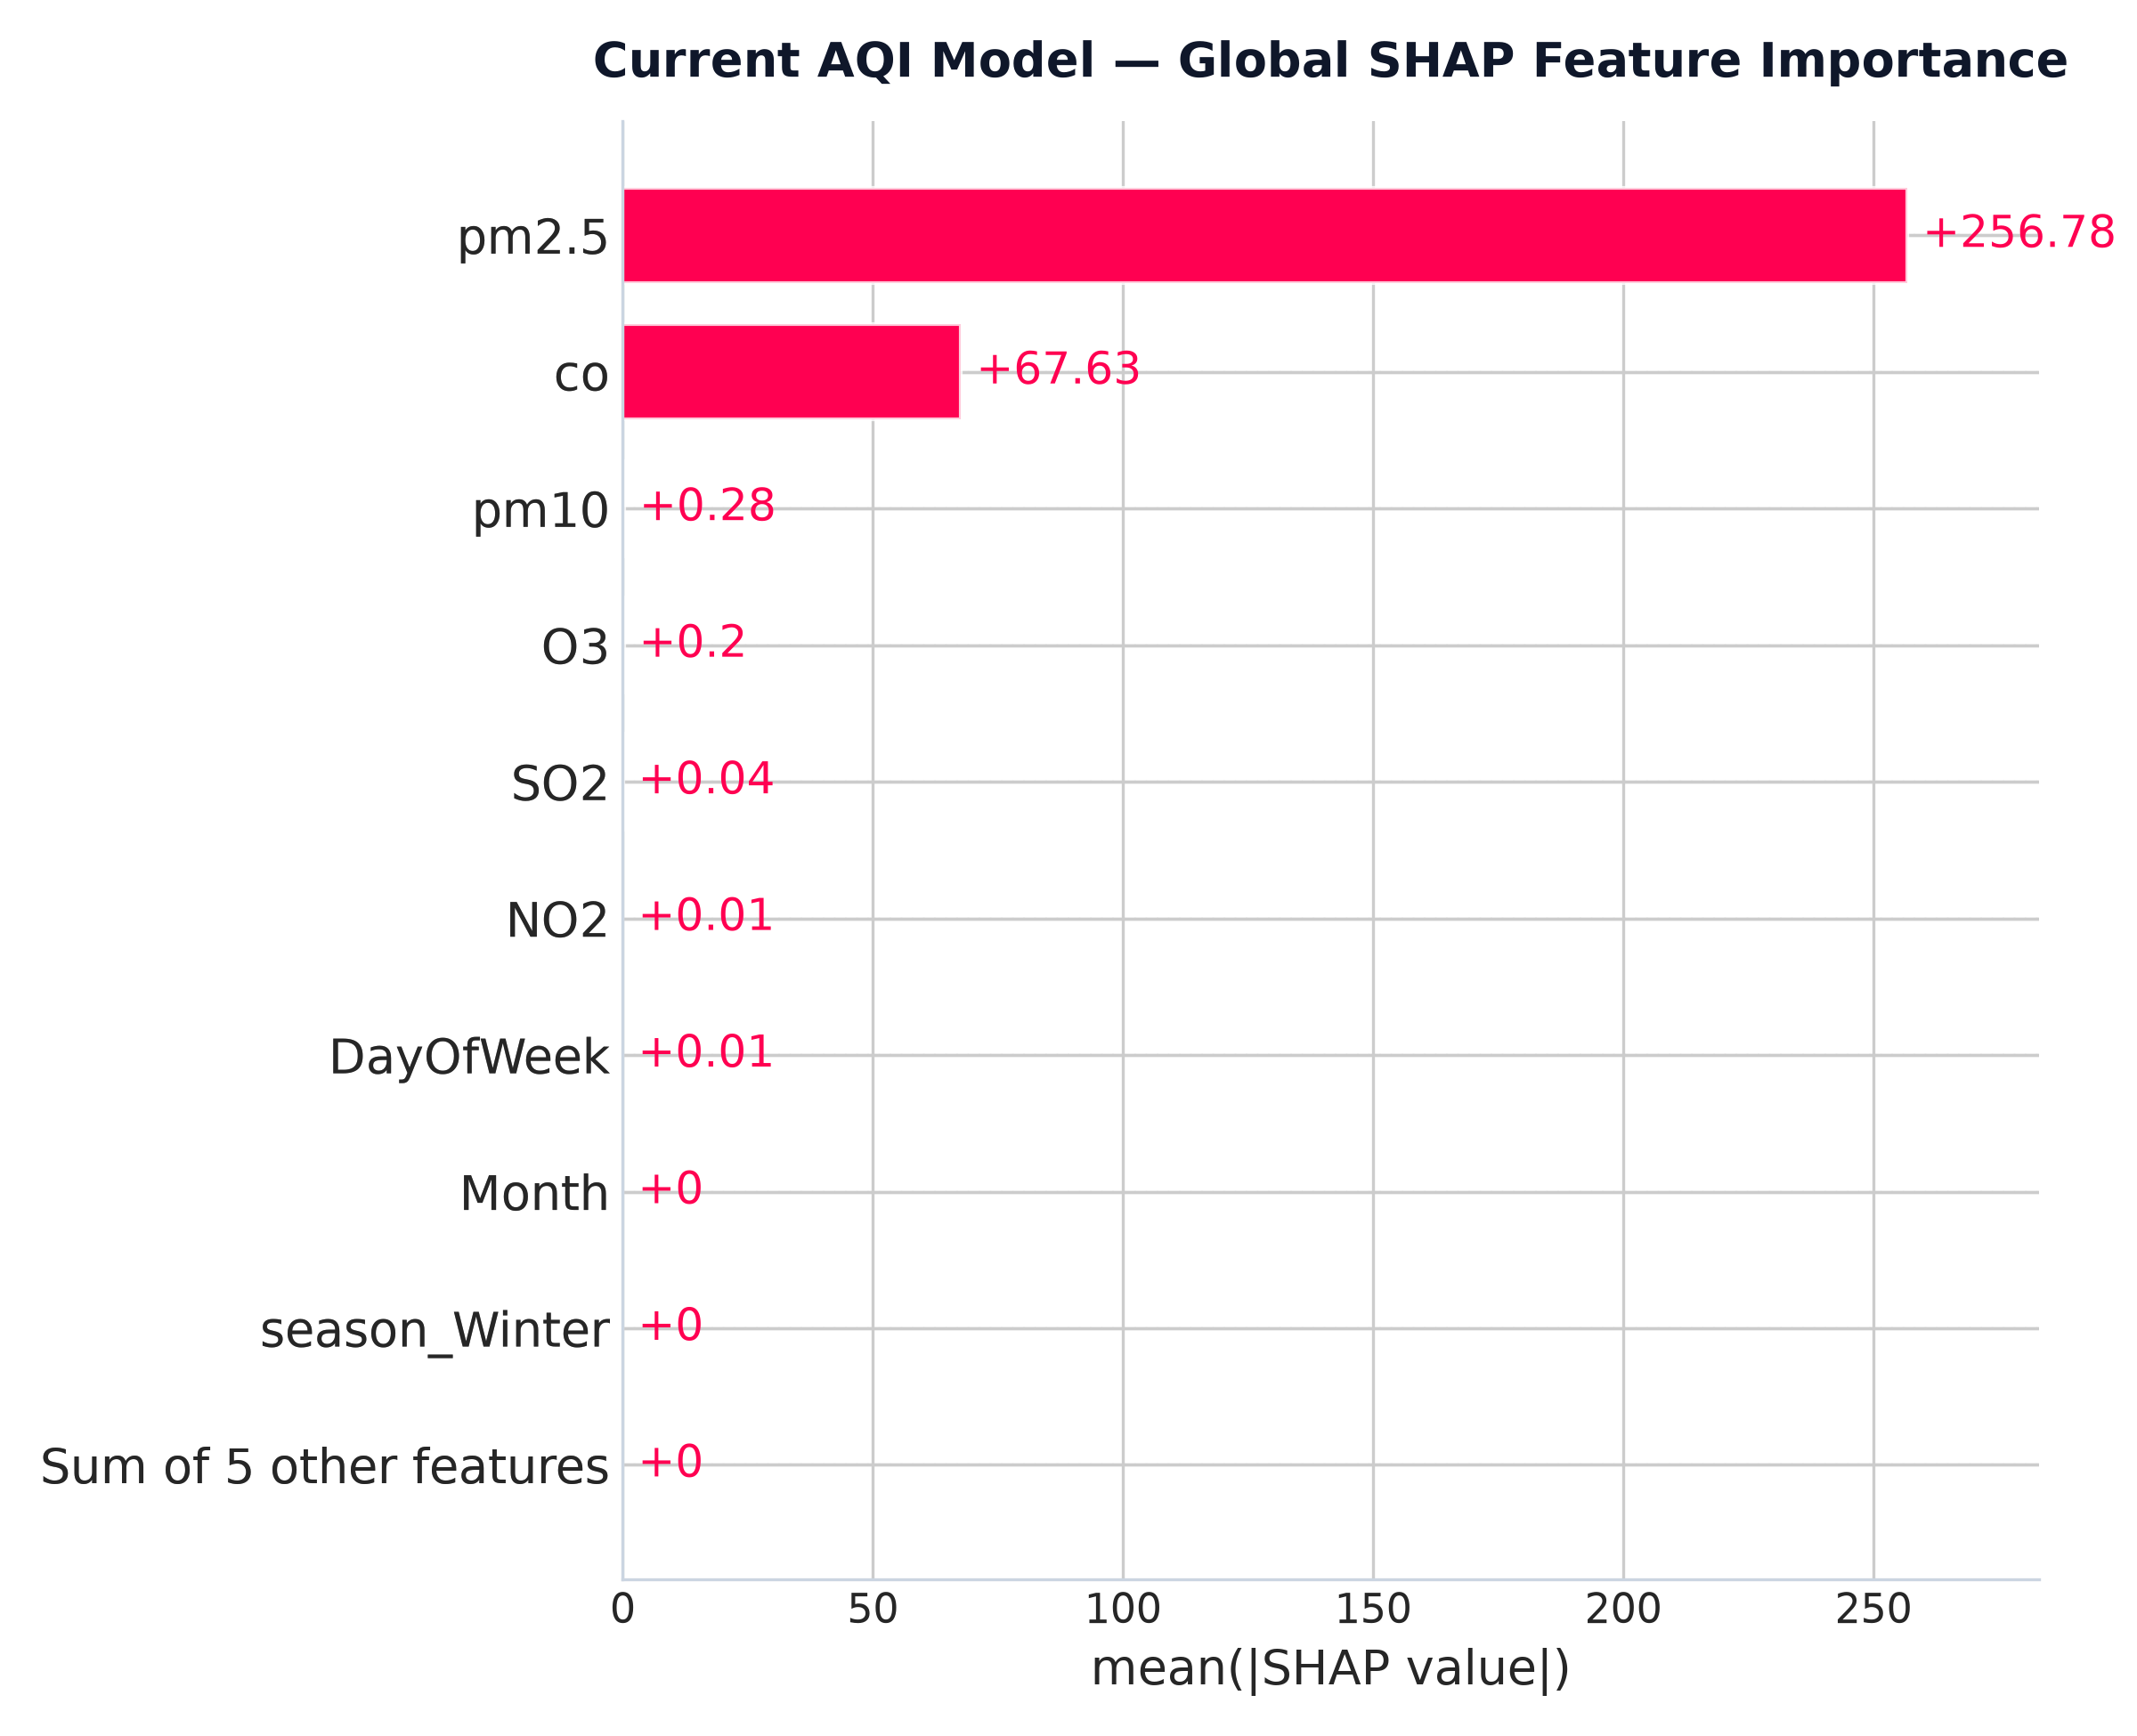 Current AQI Model — Global SHAP Feature Importance
pm2.5 +256.78
co +67.63
pm10 +0.28
O3 +0.2
SO2 +0.04
NO2 +0.01
DayOfWeek +0.01
Month +0
season_Winter +0
Sum of 5 other features +0
0 50 100 150 200 250
mean(|SHAP value|)